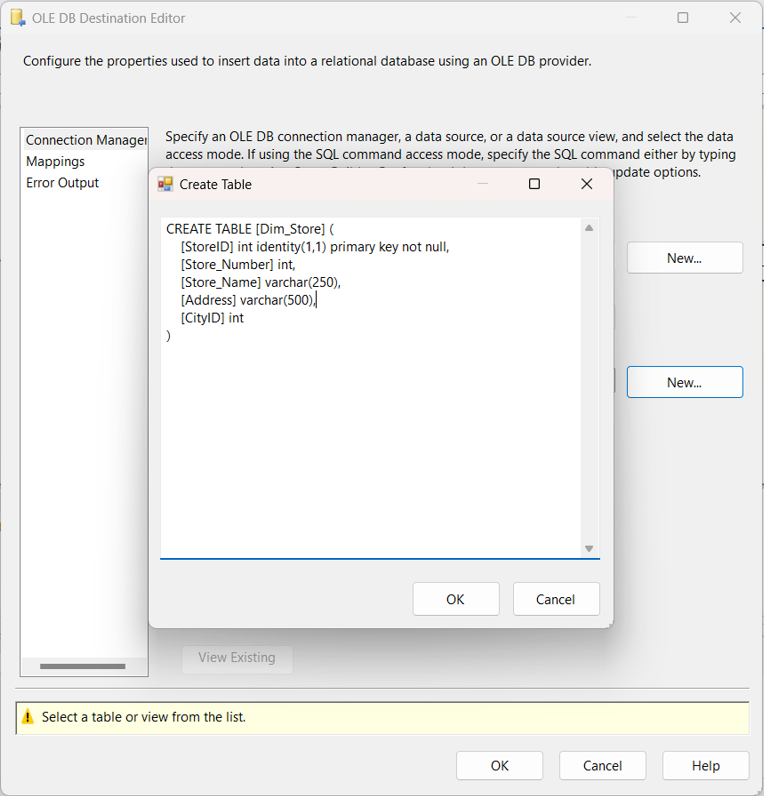 OLE DB Destination Editor
Configure the properties used to insert data into a relational database using an OLE DB provider.
Connection Manager
Mappings
Error Output
Specify an OLE DB connection manager, a data source, or a data source view, and select the data
access mode. If using the SQL command access mode, specify the SQL command either by typing
update options.
Create Table
CREATE TABLE [Dim_Store] (
[StoreID] int identity(1,1) primary key not null,
[Store_Number] int,
[Store_Name] varchar(250),
[Address] varchar(500),
[CityID] int
)
New...
New...
OK
Cancel
View Existing
Select a table or view from the list.
OK
Cancel
Help